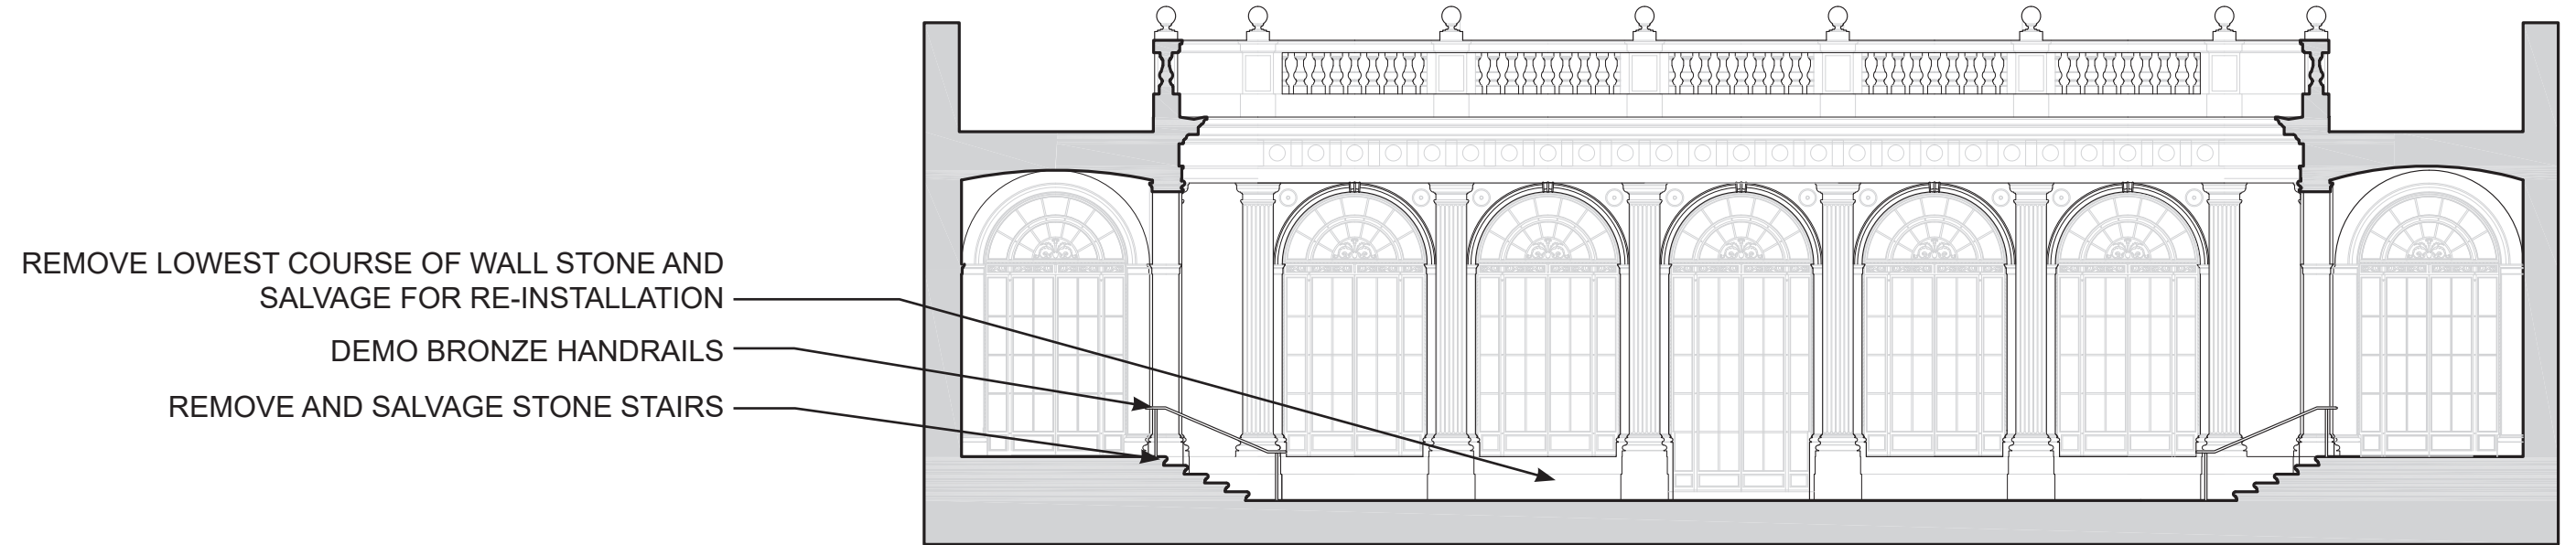 REMOVE LOWEST COURSE OF WALL STONE AND
SALVAGE FOR RE-INSTALLATION
DEMO BRONZE HANDRAILS
REMOVE AND SALVAGE STONE STAIRS